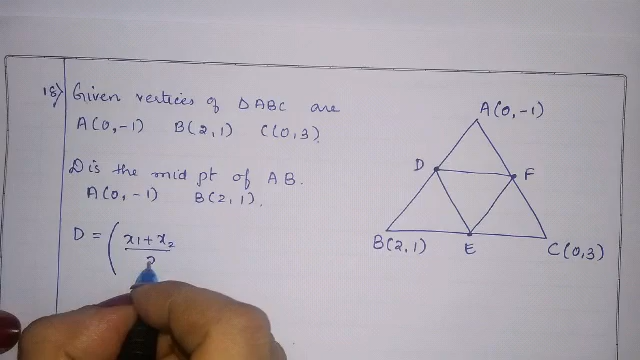 18) Given vertices of ΔABC are
A(0,-1) B(2,1) C(0,3)
D is the mid pt of AB.
A(0,-1) B(2,1).
D = ( x₁+x₂ / 2
A(0,-1)
D F
B(2,1) E C(0,3)